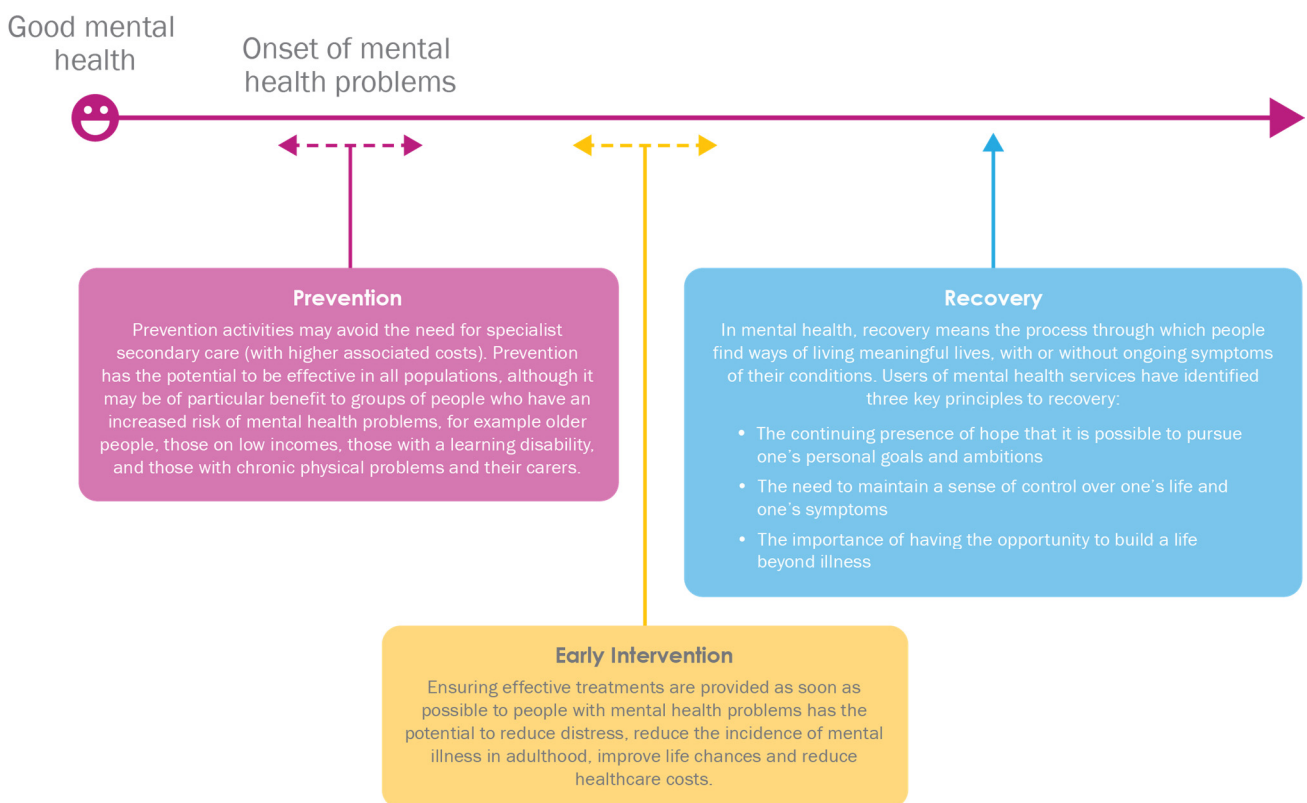 Good mental
health
Onset of mental
health problems
Prevention
Prevention activities may avoid the need for specialist
secondary care (with higher associated costs). Prevention
has the potential to be effective in all populations, although it
may be of particular benefit to groups of people who have an
increased risk of mental health problems, for example older
people, those on low incomes, those with a learning disability,
and those with chronic physical problems and their carers.
Recovery
In mental health, recovery means the process through which people
find ways of living meaningful lives, with or without ongoing symptoms
of their conditions. Users of mental health services have identified
three key principles to recovery:
• The continuing presence of hope that it is possible to pursue
one's personal goals and ambitions
• The need to maintain a sense of control over one's life and
one's symptoms
• The importance of having the opportunity to build a life
beyond illness
Early Intervention
Ensuring effective treatments are provided as soon as
possible to people with mental health problems has the
potential to reduce distress, reduce the incidence of mental
illness in adulthood, improve life chances and reduce
healthcare costs.